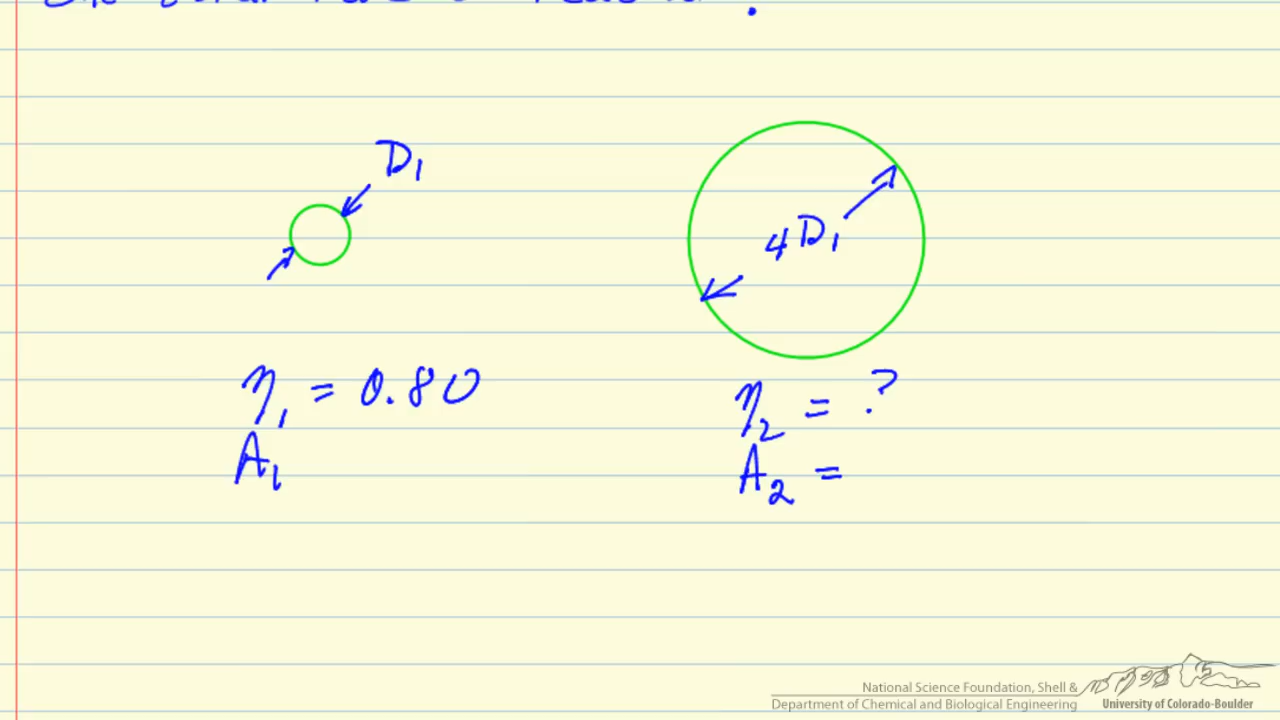 D₁
4D₁
η₁ = 0.80
η₂ = ?
A₁
A₂ =
National Science Foundation, Shell &
Department of Chemical and Biological Engineering
University of Colorado-Boulder